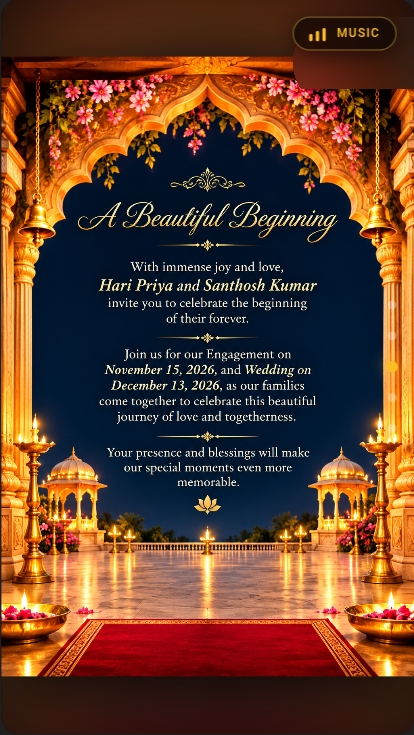 MUSIC
A Beautiful Beginning
With immense joy and love,
Hari Priya and Santhosh Kumar
invite you to celebrate the beginning
of their forever.
Join us for our Engagement on
November 15, 2026, and Wedding on
December 13, 2026, as our families
come together to celebrate this beautiful
journey of love and togetherness.
Your presence and blessings will make
our special moments even more
memorable.